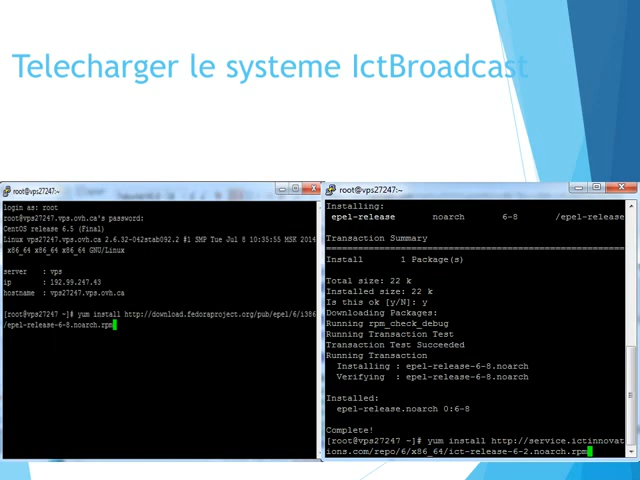 Telecharger le systeme IctBroadcast
root@vps27247:~
login as: root
root@vps27247.vps.ovh.ca's password:
CentOS release 6.5 (Final)
Linux vps27247.vps.ovh.ca 2.6.32-042stab092.2 #1 SMP Tue Jul 8 10:35:55 MSK 2014
x86_64 x86_64 x86_64 GNU/Linux
server : vps
ip : 192.99.247.43
hostname : vps27247.vps.ovh.ca
[root@vps27247 ~]# yum install http://download.fedoraproject.org/pub/epel/6/i386
/epel-release-6-8.noarch.rpm
root@vps27247:~
Installing:
epel-release noarch 6-8 /epel-release
Transaction Summary
Install 1 Package(s)
Total size: 22 k
Installed size: 22 k
Is this ok [y/N]: y
Downloading Packages:
Running rpm_check_debug
Running Transaction Test
Transaction Test Succeeded
Running Transaction
Installing : epel-release-6-8.noarch
Verifying : epel-release-6-8.noarch
Installed:
epel-release.noarch 0:6-8
Complete!
[root@vps27247 ~]# yum install http://service.ictinnovat
ions.com/repo/6/x86_64/ict-release-6-2.noarch.rpm